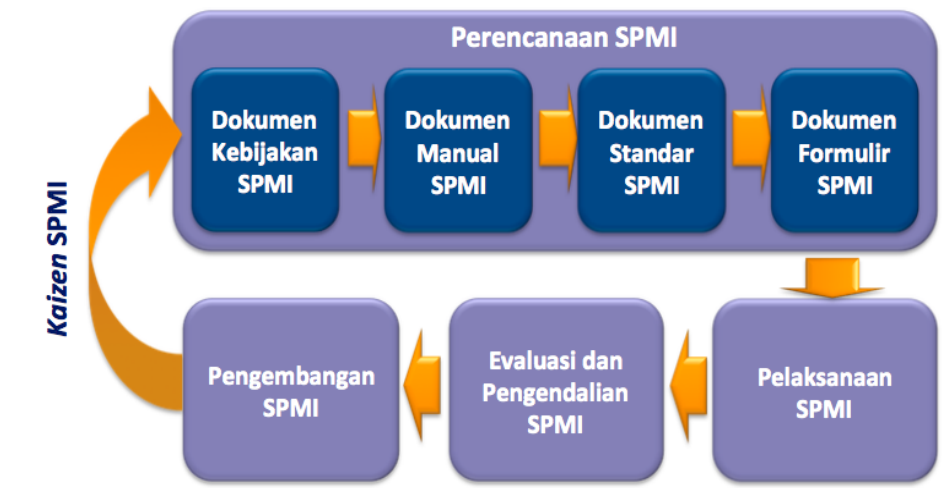 Perencanaan SPMI
Dokumen
Kebijakan
SPMI
Dokumen
Manual
SPMI
Dokumen
Standar
SPMI
Dokumen
Formulir
SPMI
Kaizen SPMI
Pengembangan
SPMI
Evaluasi dan
Pengendalian
SPMI
Pelaksanaan
SPMI